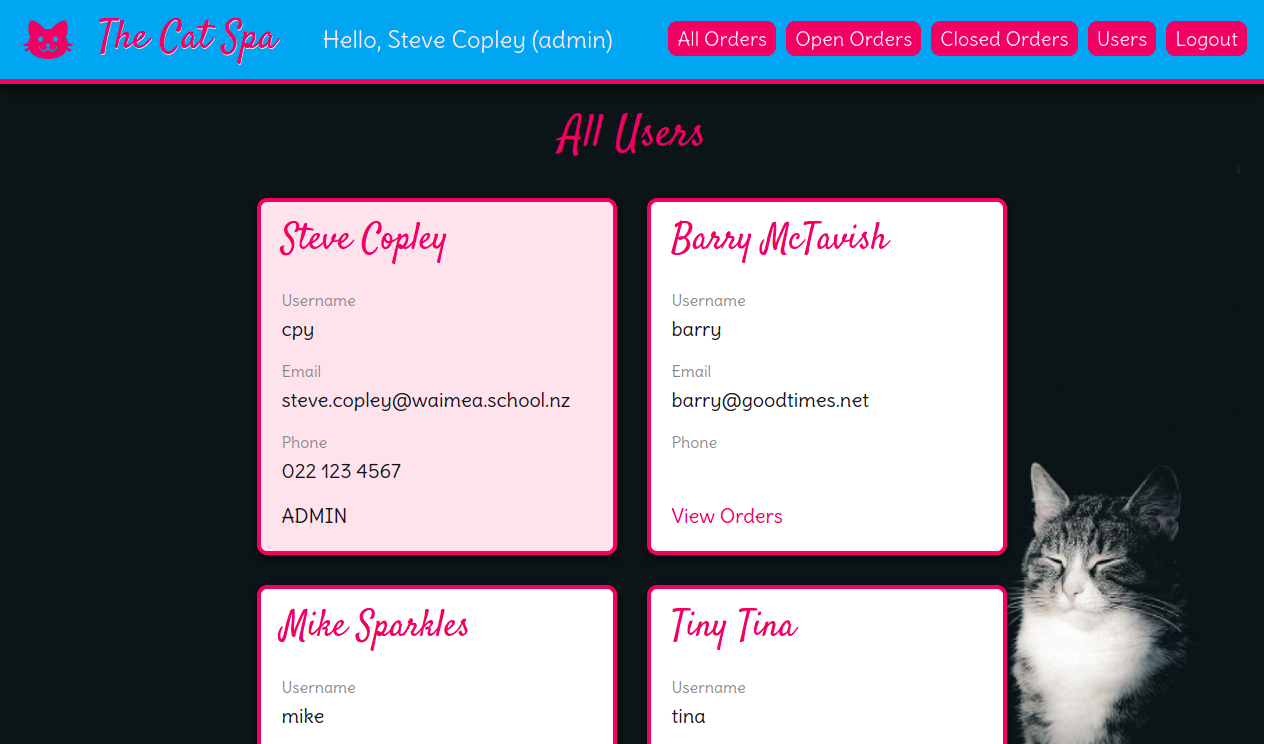 The Cat Spa
Hello, Steve Copley (admin)
All Orders
Open Orders
Closed Orders
Users
Logout
All Users
Steve Copley
Username
cpy
Email
steve.copley@waimea.school.nz
Phone
022 123 4567
ADMIN
Barry McTavish
Username
barry
Email
barry@goodtimes.net
Phone
View Orders
Mike Sparkles
Username
mike
Tiny Tina
Username
tina